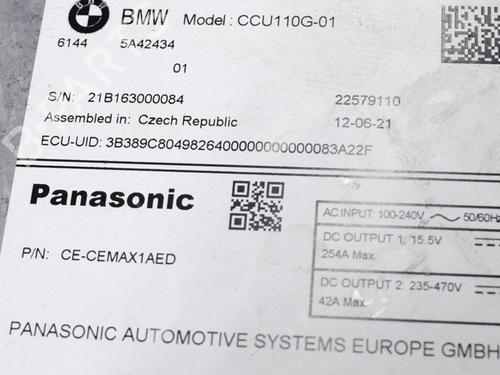 BMW Model : CCU110G-01
6144 5A42434
01
S/N: 21B163000084 22579110
Assembled in: Czech Republic 12-06-21
ECU-UID: 3B389C80498264000000000000083A22F
Panasonic
P/N: CE-CEMAX1AED
AC INPUT: 100-240V 50/60Hz
DC OUTPUT 1: 15.5V
254A Max.
DC OUTPUT 2: 235-470V
42A Max.
PANASONIC AUTOMOTIVE SYSTEMS EUROPE GMBH